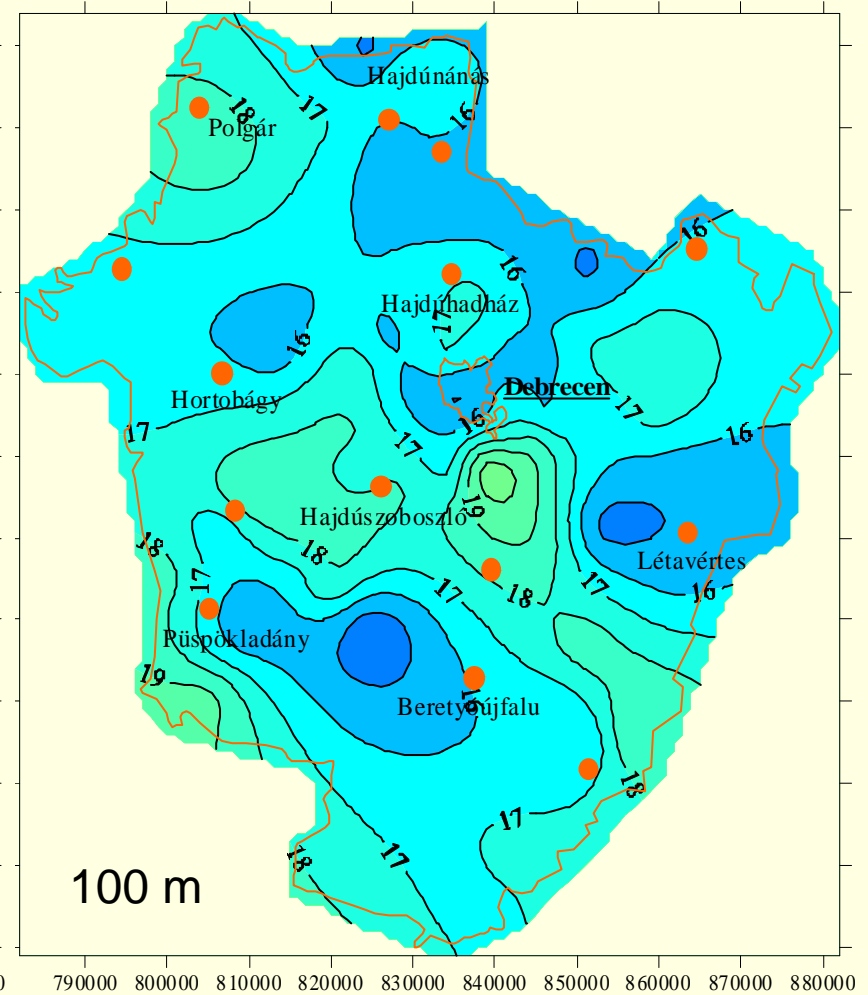 Hajdúnánás
18
17
16
Polgár
16
16
Hajdúhadház
17
16
Debrecen
Hortobágy
17
16
17
17
16
19
Hajdúszoboszló
18
18
Létavértes
17
17
17
18
16
Püspökladány
19
16
Berettyóújfalu
18
17
18
17
100 m
0
790000 800000 810000 820000 830000 840000 850000 860000 870000 880000